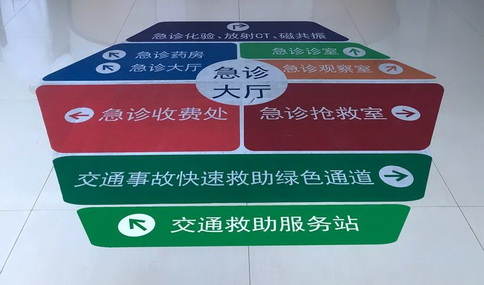 急诊化验、放射CT、磁共振
急诊药房
急诊诊室
急诊大厅
急诊观察室
急诊
大厅
急诊收费处
急诊抢救室
交通事故快速救助绿色通道
交通救助服务站